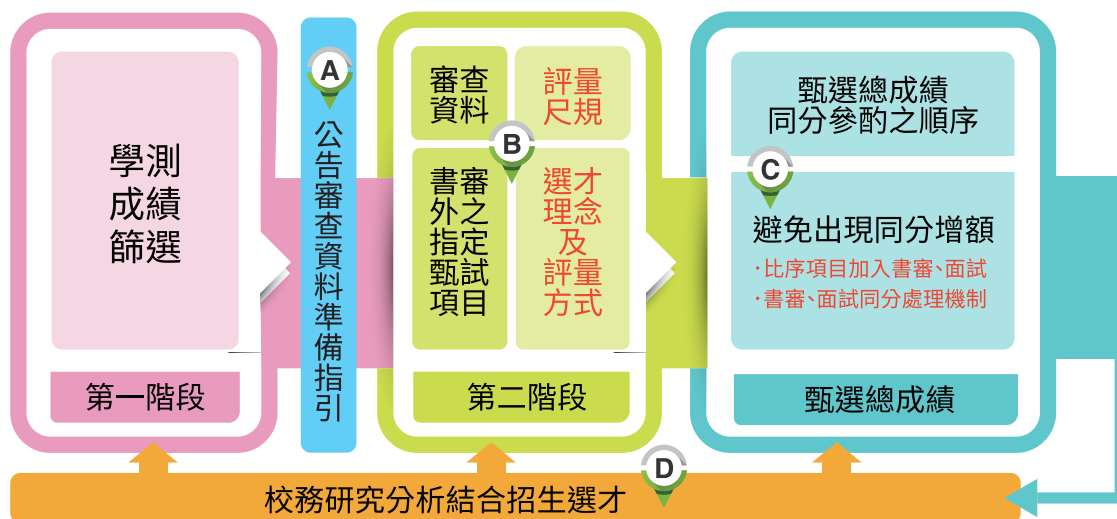 學測
成績
篩選
第一階段
A
公告審查資料準備指引
審查
資料
評量
尺規
B
書審
外之
指定
甄試
項目
選才
理念
及
評量
方式
第二階段
甄選總成績
同分參酌之順序
C
避免出現同分增額
·比序項目加入書審、面試
·書審、面試同分處理機制
甄選總成績
D
校務研究分析結合招生選才